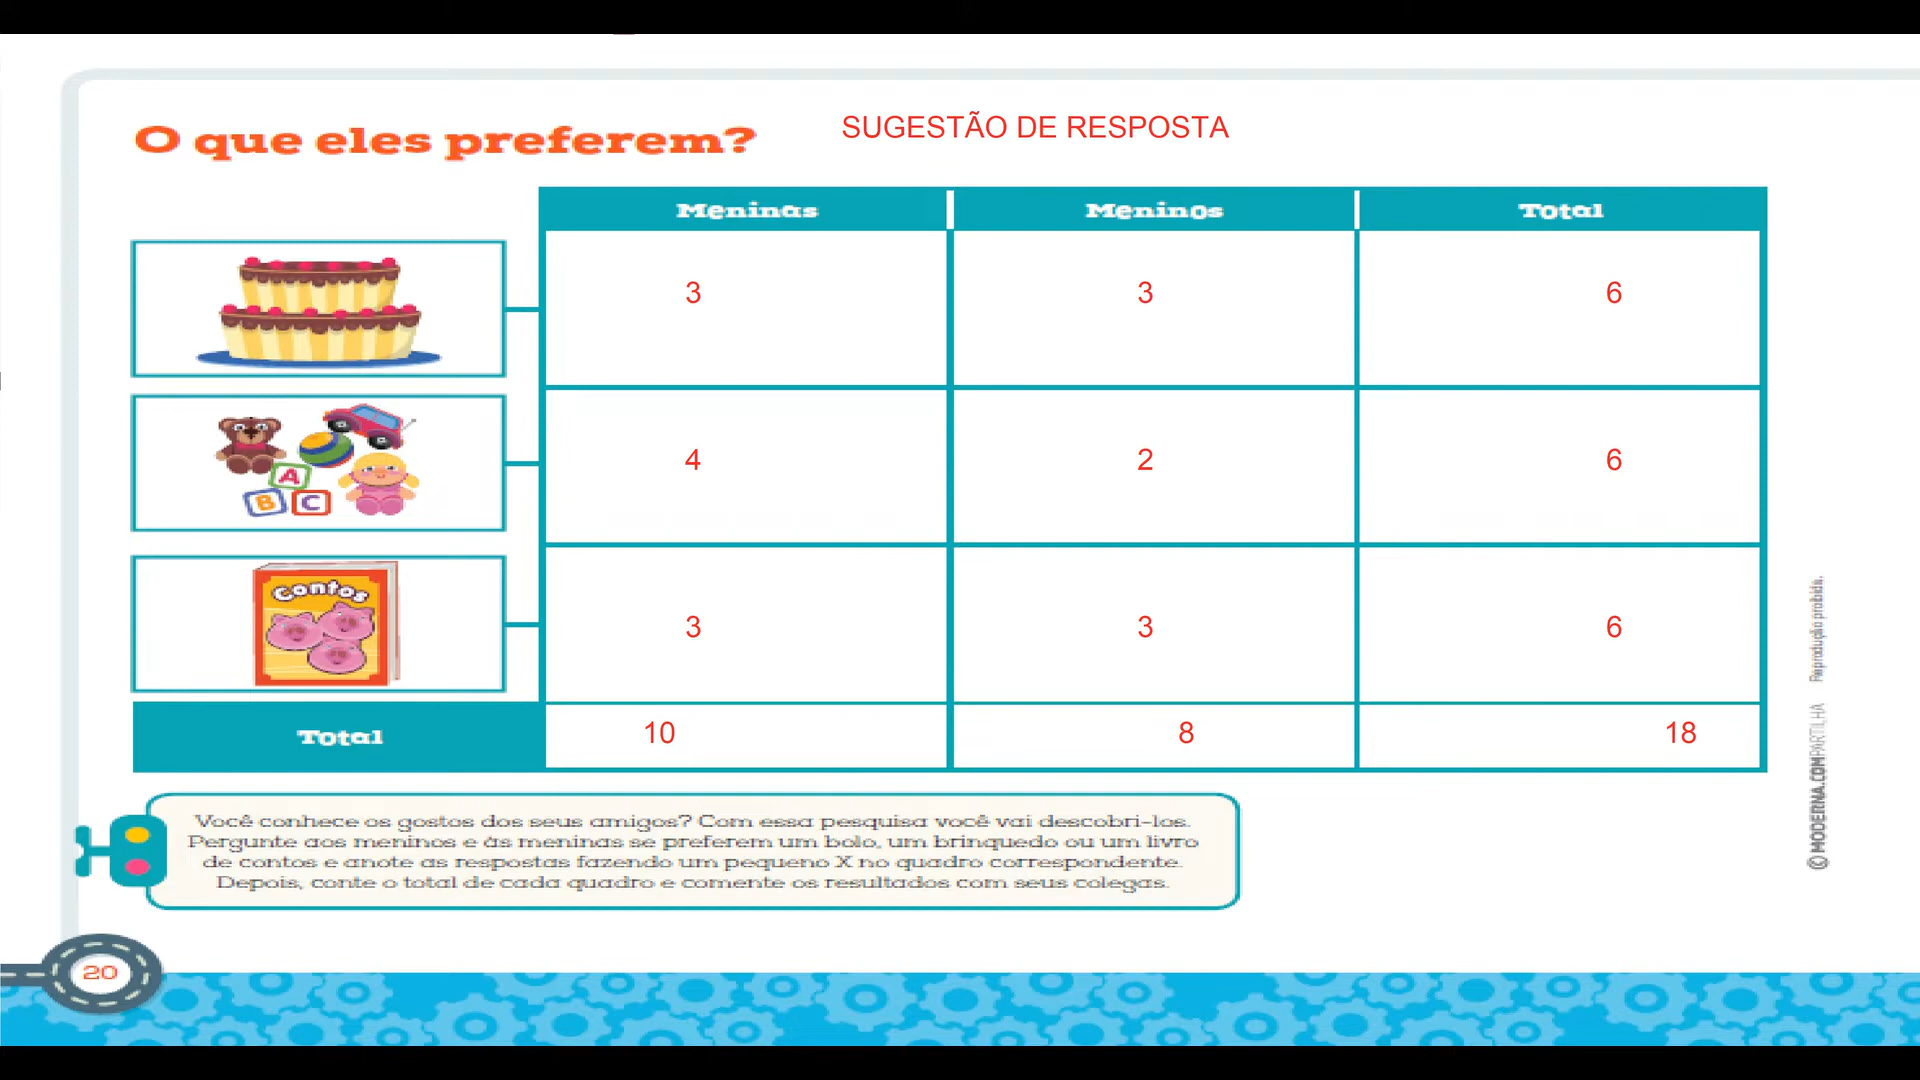 O que eles preferem?
SUGESTÃO DE RESPOSTA
Meninas Meninos Total
3 3 6
A
B C
4 2 6
Contos
3 3 6
Total 10 8 18
Você conhece os gostos dos seus amigos? Com essa pesquisa você vai descobri-los.
Pergunte aos meninos e às meninas se preferem um bolo, um brinquedo ou um livro
de contos e anote as respostas fazendo um pequeno X no quadro correspondente.
Depois, conte o total de cada quadro e comente os resultados com seus colegas.
© MODERNA.COMPARTILHA Reprodução proibida.
20